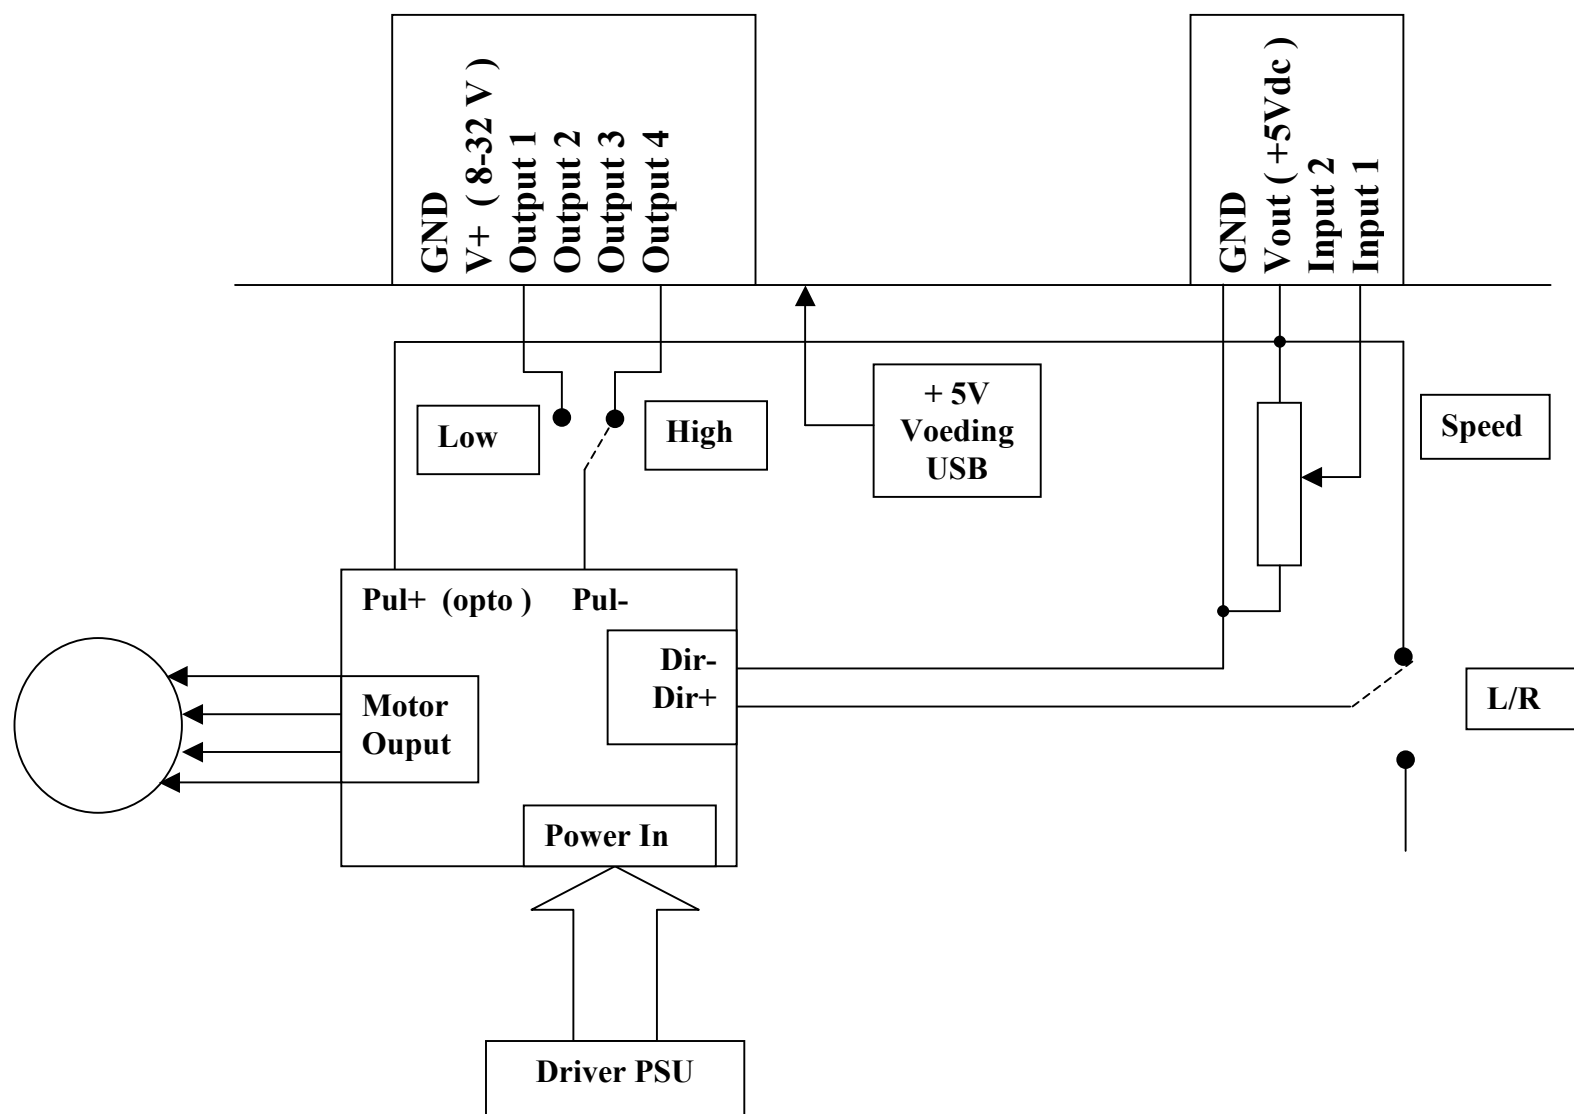 GND
V+ ( 8-32 V )
Output 1
Output 2
Output 3
Output 4
GND
Vout ( +5Vdc )
Input 2
Input 1
Low
High
+ 5V
Voeding
USB
Speed
Pul+ (opto ) Pul-
Dir-
Dir+
Motor
Ouput
L/R
Power In
Driver PSU